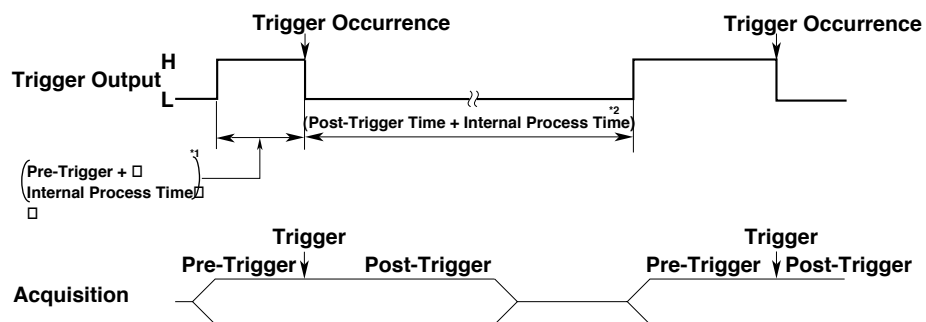 Trigger Occurrence Trigger Occurrence
H
Trigger Output
L
(Post-Trigger Time + Internal Process Time)*2
(Pre-Trigger + □
Internal Process Time□)*1
□
Trigger Trigger
Pre-Trigger Post-Trigger Pre-Trigger Post-Trigger
Acquisition